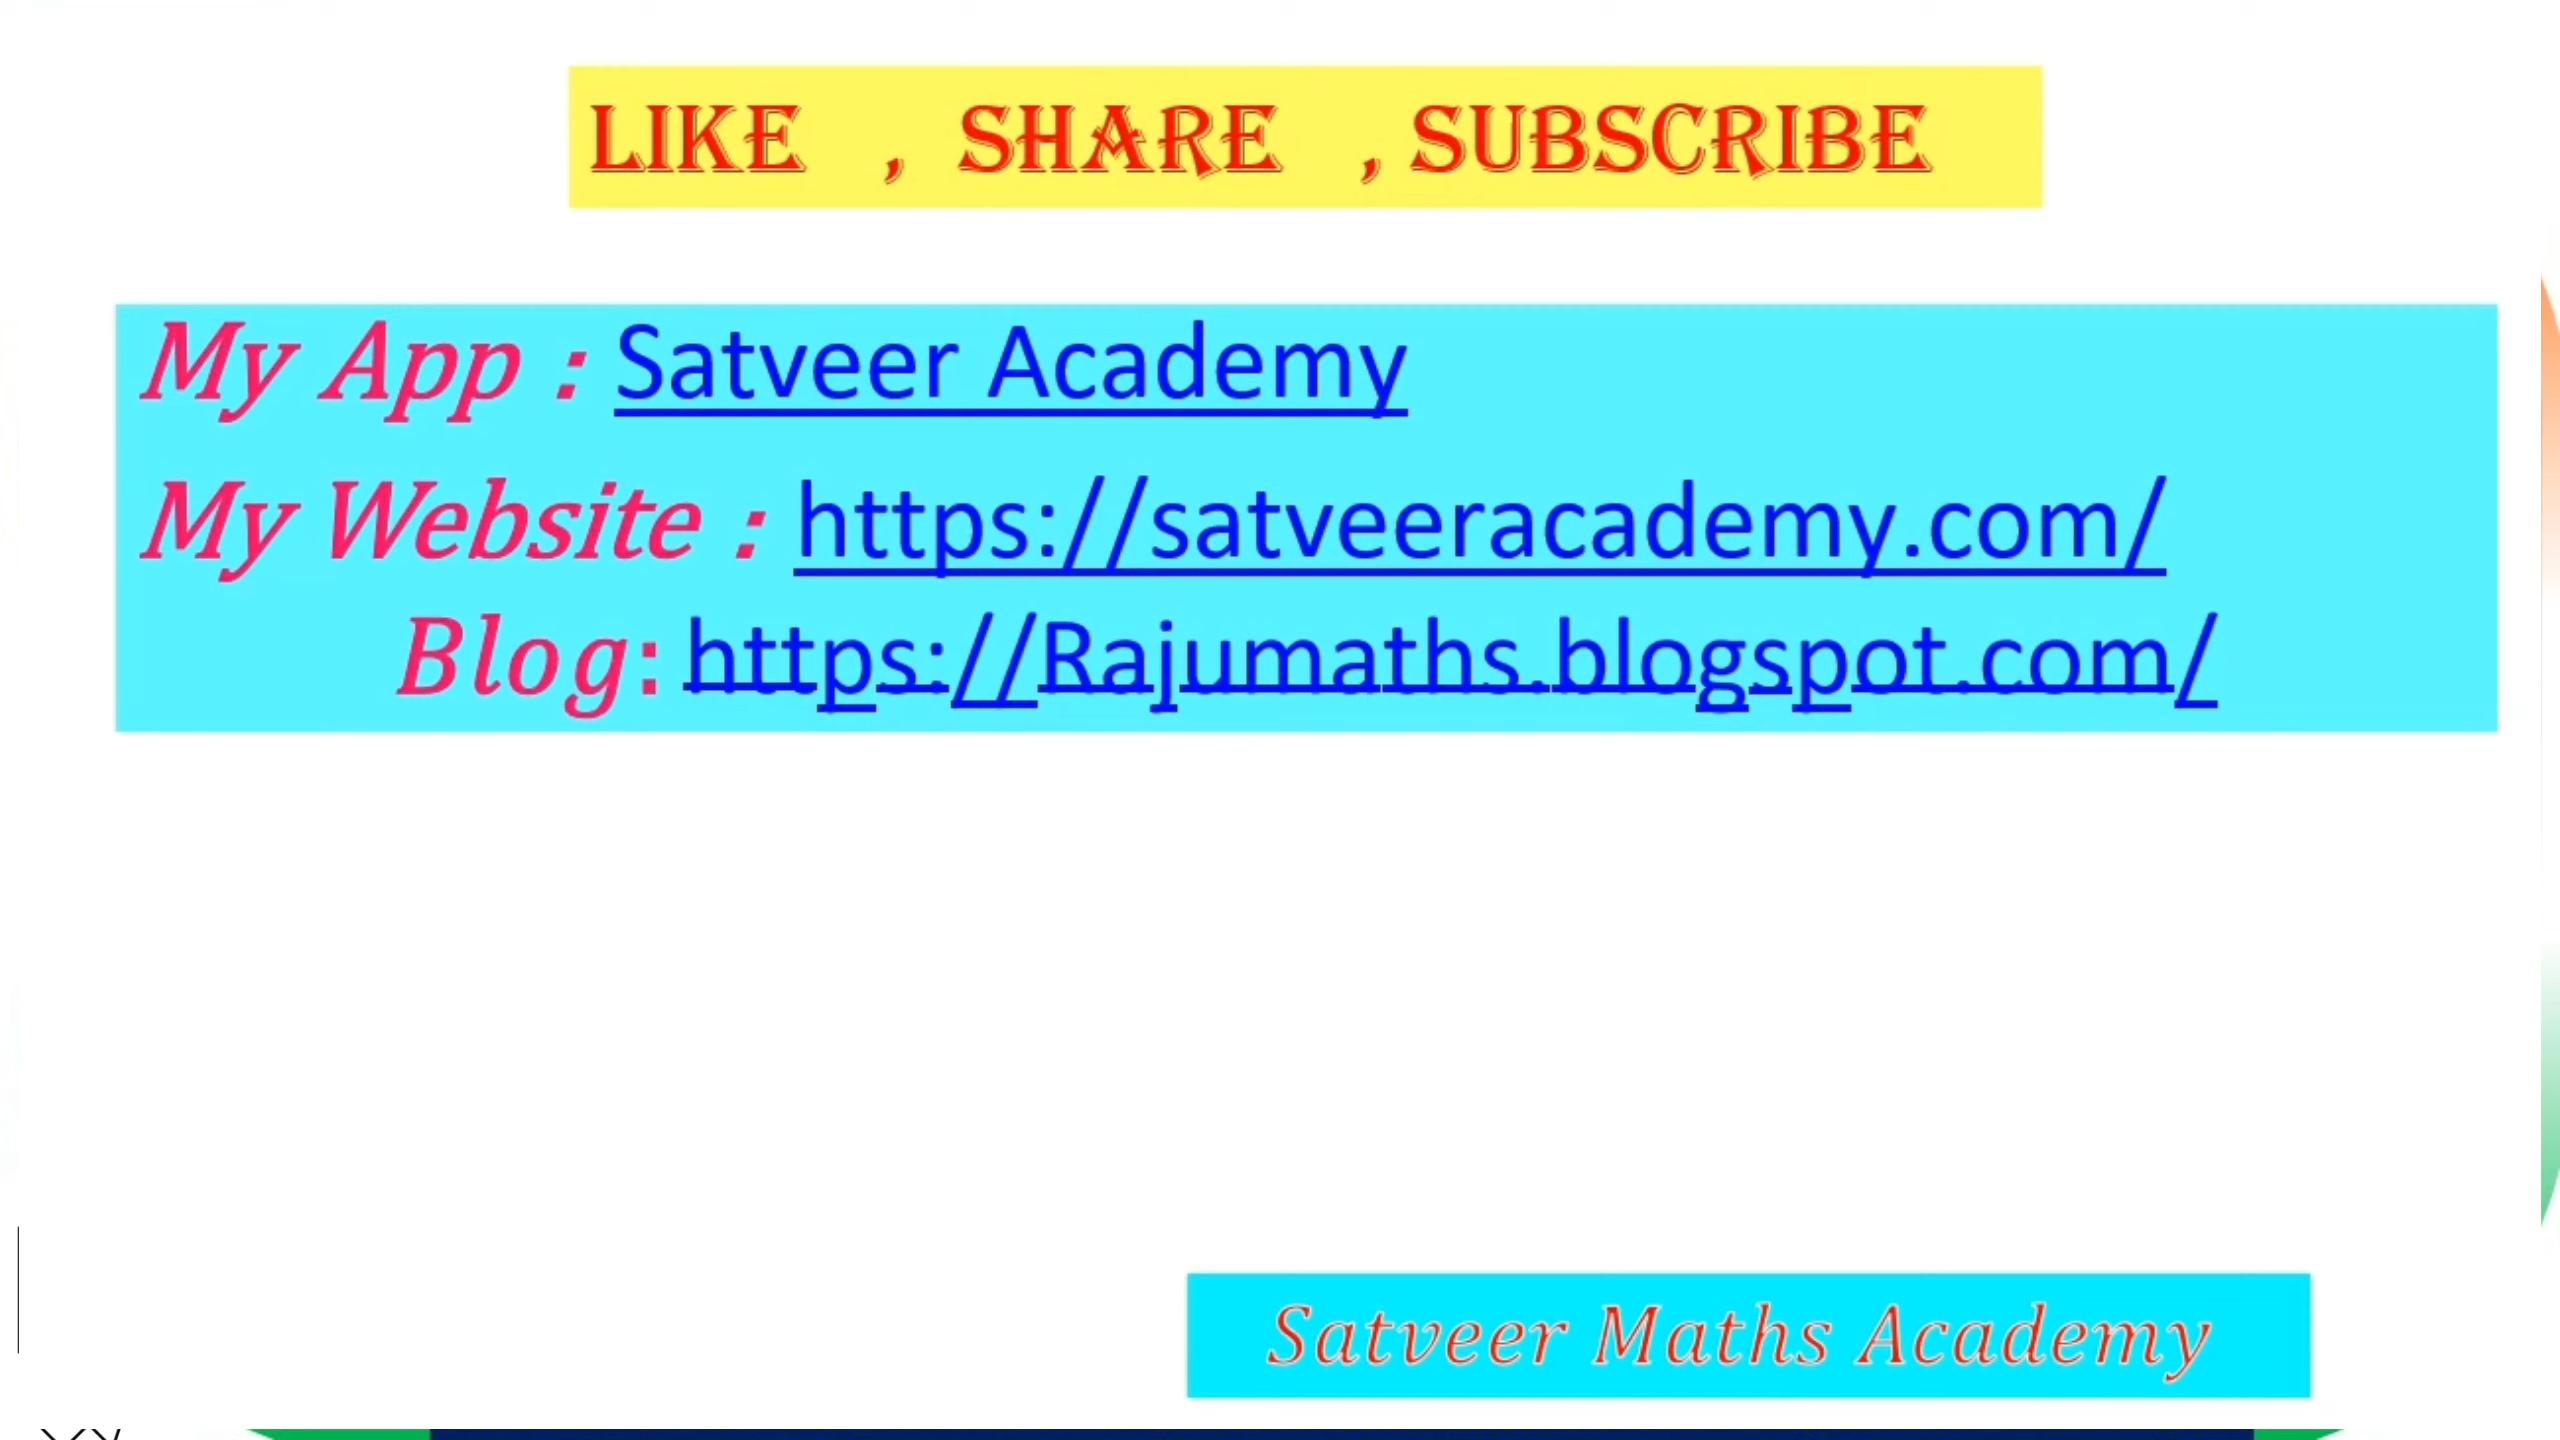 LIKE , SHARE , SUBSCRIBE
My App : Satveer Academy
My Website : https://satveeracademy.com/
Blog: https://Rajumaths.blogspot.com/
Satveer Maths Academy